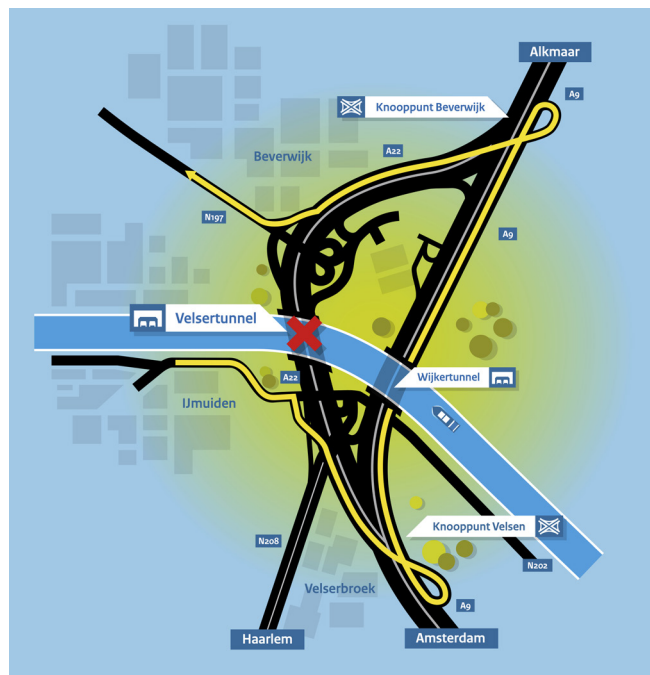 Alkmaar
A9
Knooppunt Beverwijk
A22
Beverwijk
N197
A9
Velsertunnel
A22
Wijkertunnel
IJmuiden
Knooppunt Velsen
N208
N202
Velserbroek
A9
Haarlem
Amsterdam